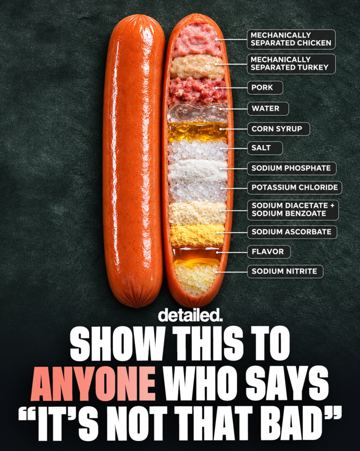 MECHANICALLY
SEPARATED CHICKEN
MECHANICALLY
SEPARATED TURKEY
PORK
WATER
CORN SYRUP
SALT
SODIUM PHOSPHATE
POTASSIUM CHLORIDE
SODIUM DIACETATE +
SODIUM BENZOATE
SODIUM ASCORBATE
FLAVOR
SODIUM NITRITE
detailed.
SHOW THIS TO
ANYONE WHO SAYS
“IT’S NOT THAT BAD”